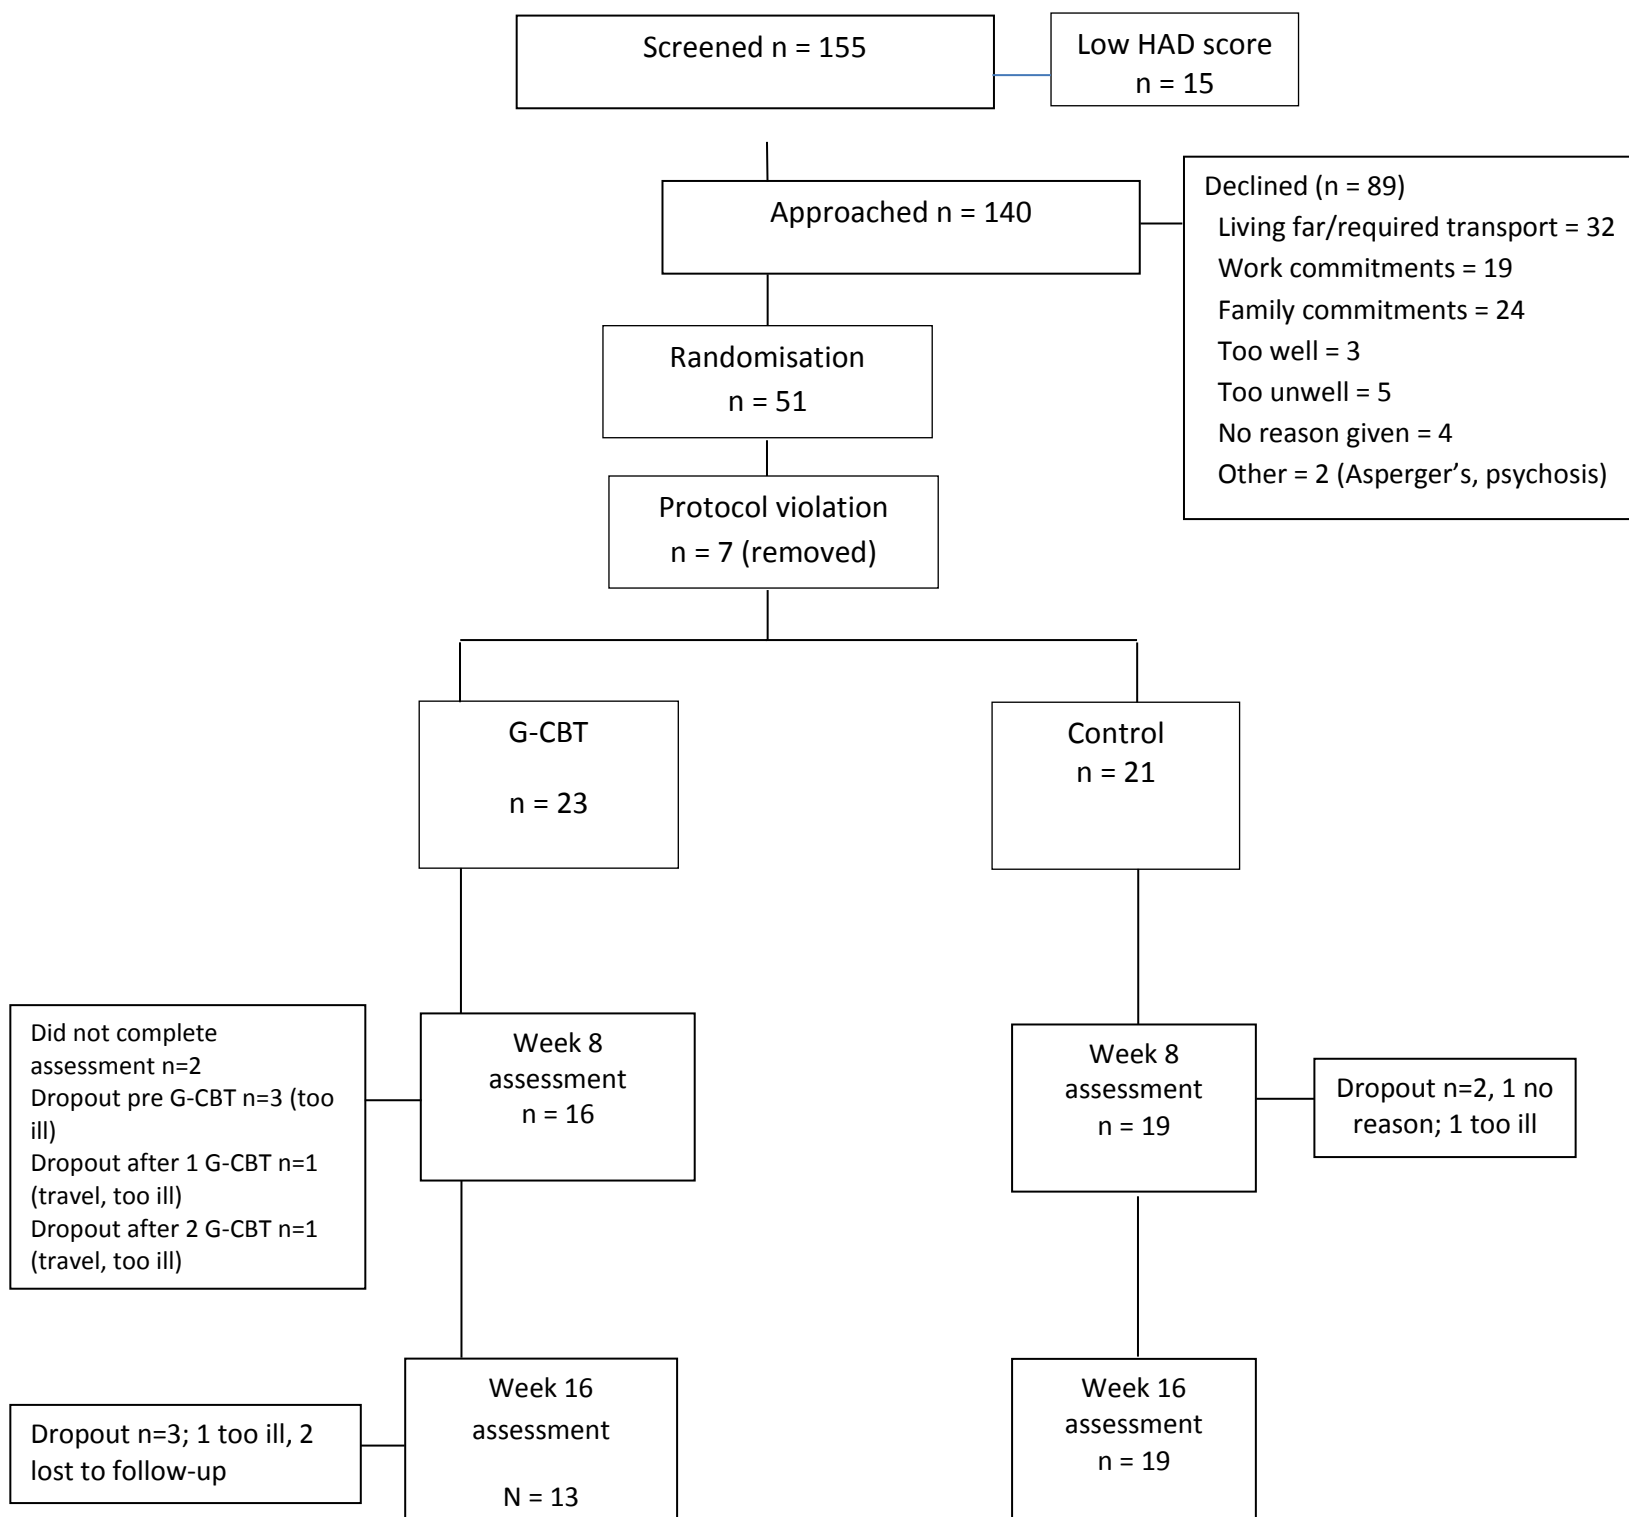 Screened n = 155
Low HAD score
n = 15
Approached n = 140
Declined (n = 89)
Living far/required transport = 32
Work commitments = 19
Family commitments = 24
Too well = 3
Too unwell = 5
No reason given = 4
Other = 2 (Asperger’s, psychosis)
Randomisation
n = 51
Protocol violation
n = 7 (removed)
G-CBT
n = 23
Control
n = 21
Did not complete
assessment n=2
Dropout pre G-CBT n=3 (too
ill)
Dropout after 1 G-CBT n=1
(travel, too ill)
Dropout after 2 G-CBT n=1
(travel, too ill)
Week 8
assessment
n = 16
Week 8
assessment
n = 19
Dropout n=2, 1 no
reason; 1 too ill
Dropout n=3; 1 too ill, 2
lost to follow-up
Week 16
assessment
N = 13
Week 16
assessment
n = 19